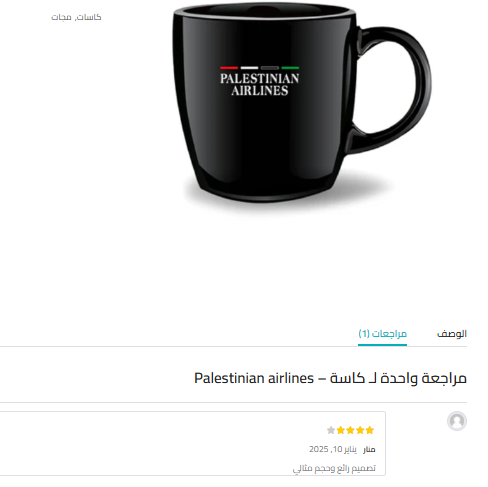 كاسات, مجات
PALESTINIAN
AIRLINES
الوصف
مراجعات (1)
مراجعة واحدة لـ كاسة – Palestinian airlines
منار يناير 10, 2025
تصميم رائع وحجم مثالي